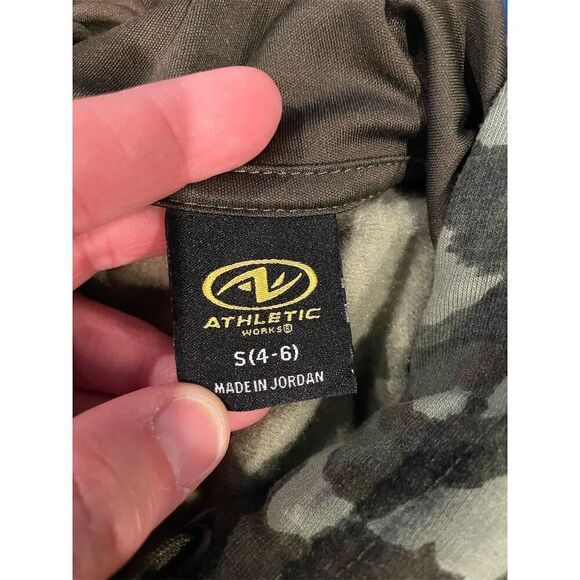 ATHLETIC
WORKS®
S(4-6)
MADE IN JORDAN